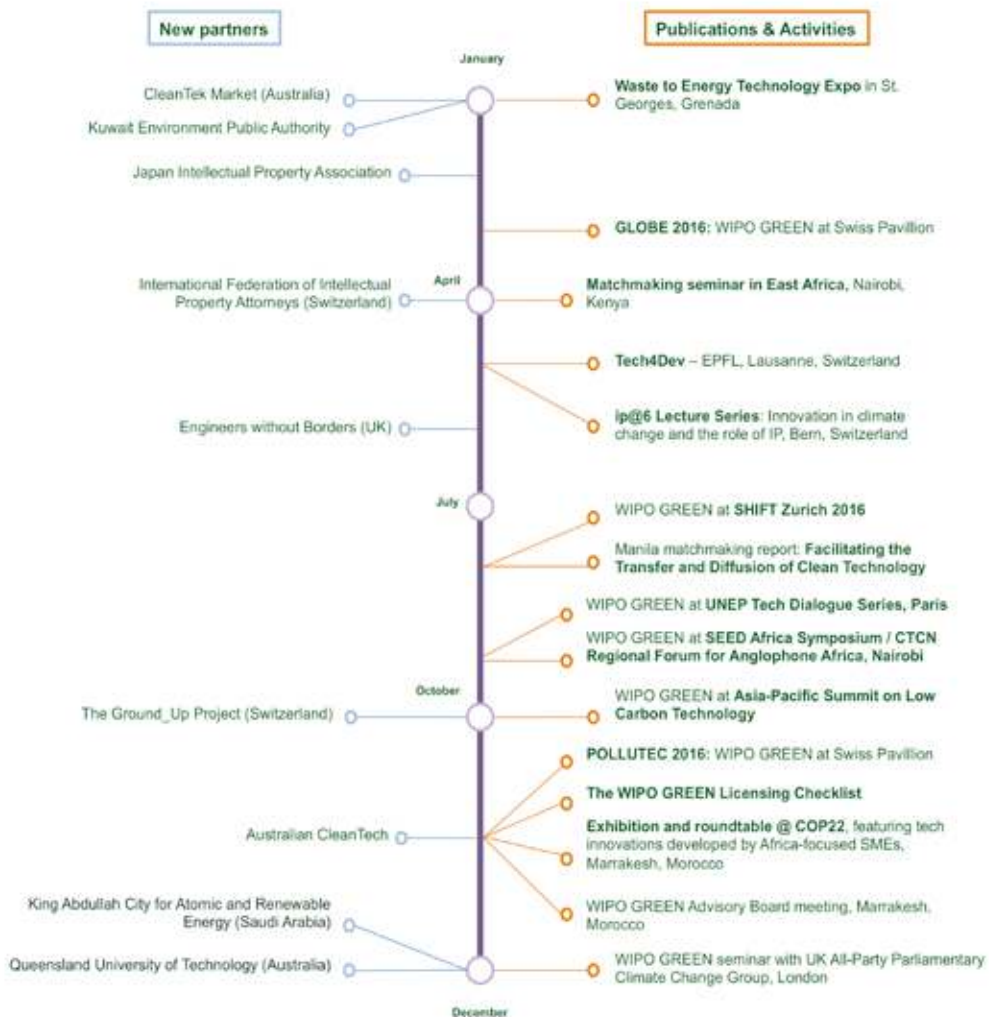 New partners
Publications & Activities
January
CleanTek Market (Australia)
Kuwait Environment Public Authority
Waste to Energy Technology Expo in St.
Georges, Grenada
Japan Intellectual Property Association
GLOBE 2016: WIPO GREEN at Swiss Pavillion
April
International Federation of Intellectual
Property Attorneys (Switzerland)
Matchmaking seminar in East Africa, Nairobi,
Kenya
Tech4Dev – EPFL, Lausanne, Switzerland
ip@6 Lecture Series: Innovation in climate
change and the role of IP, Bern, Switzerland
Engineers without Borders (UK)
July
WIPO GREEN at SHIFT Zurich 2016
Manila matchmaking report: Facilitating the
Transfer and Diffusion of Clean Technology
WIPO GREEN at UNEP Tech Dialogue Series, Paris
WIPO GREEN at SEED Africa Symposium / CTCN
Regional Forum for Anglophone Africa, Nairobi
October
The Ground_Up Project (Switzerland)
WIPO GREEN at Asia-Pacific Summit on Low
Carbon Technology
POLLUTEC 2016: WIPO GREEN at Swiss Pavillion
The WIPO GREEN Licensing Checklist
Australian CleanTech
Exhibition and roundtable @ COP22, featuring tech
innovations developed by Africa-focused SMEs,
Marrakesh, Morocco
King Abdullah City for Atomic and Renewable
Energy (Saudi Arabia)
WIPO GREEN Advisory Board meeting, Marrakesh,
Morocco
Queensland University of Technology (Australia)
WIPO GREEN seminar with UK All-Party Parliamentary
Climate Change Group, London
December